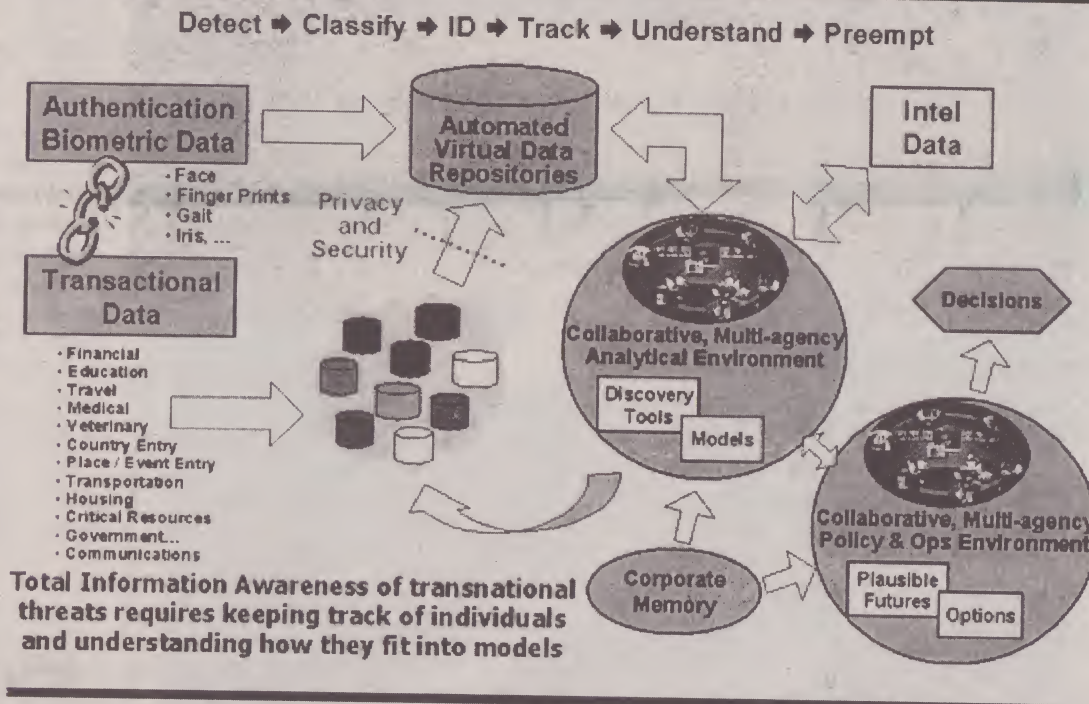 Detect ➔ Classify ➔ ID ➔ Track ➔ Understand ➔ Preempt
Authentication
Biometric Data
• Face
• Finger Prints
• Gait
• Iris, ...
Automated
Virtual Data
Repositories
Intel
Data
Privacy
and
Security
Transactional
Data
• Financial
• Education
• Travel
• Medical
• Veterinary
• Country Entry
• Place / Event Entry
• Transportation
• Housing
• Critical Resources
• Government...
• Communications
Collaborative, Multi-agency
Analytical Environment
Discovery
Tools
Models
Decisions
Collaborative, Multi-agency
Policy & Ops Environment
Plausible
Futures
Options
Corporate
Memory
Total Information Awareness of transnational
threats requires keeping track of individuals
and understanding how they fit into models